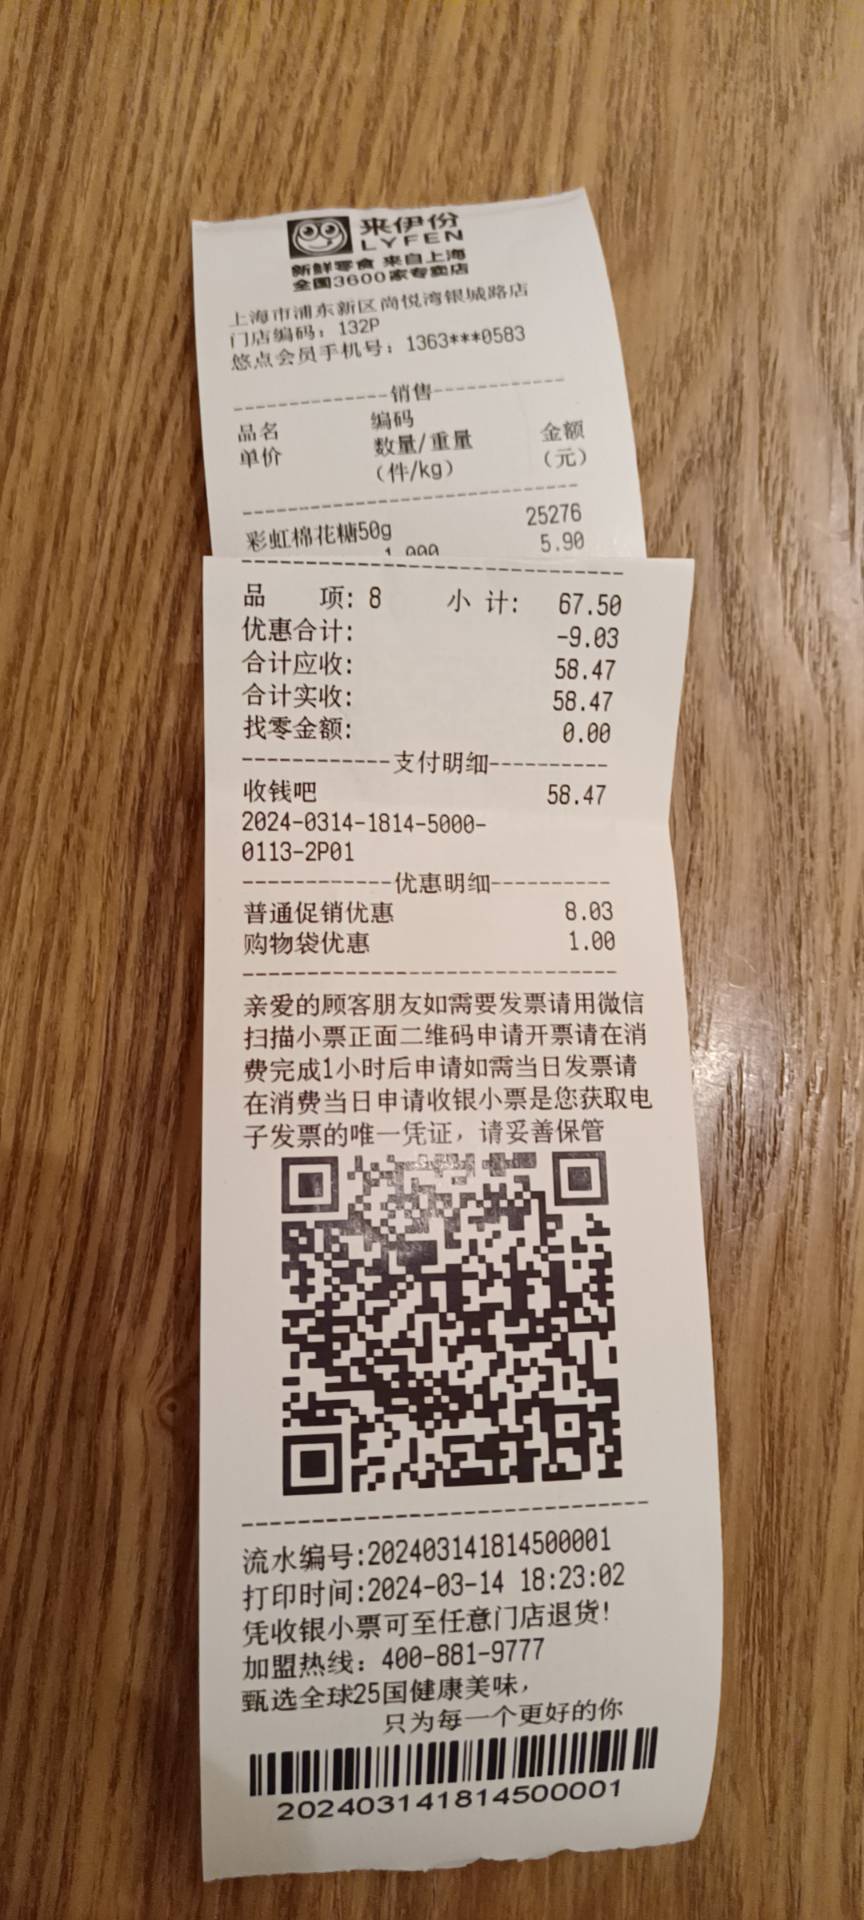 来伊份
LYFEN
新鲜零食 来自上海
全国3600家专卖店
上海市浦东新区尚悦湾银城路店
门店编码：132P
悠点会员手机号：1363***0583
--------------销售------------
品名 编码 金额
单价 数量/重量 (元)
(件/kg)
彩虹棉花糖50g 25276
1.000 5.90
品 项: 8 小 计: 67.50
优惠合计: -9.03
合计应收: 58.47
合计实收: 58.47
找零金额: 0.00
------------支付明细----------
收钱吧 58.47
2024-0314-1814-5000-
0113-2P01
------------优惠明细----------
普通促销优惠 8.03
购物袋优惠 1.00
亲爱的顾客朋友如需要发票请用微信
扫描小票正面二维码申请开票请在消
费完成1小时后申请如需当日发票请
在消费当日申请收银小票是您获取电
子发票的唯一凭证，请妥善保管
流水编号:202403141814500001
打印时间:2024-03-14 18:23:02
凭收银小票可至任意门店退货!
加盟热线：400-881-9777
甄选全球25国健康美味，
只为每一个更好的你
202403141814500001